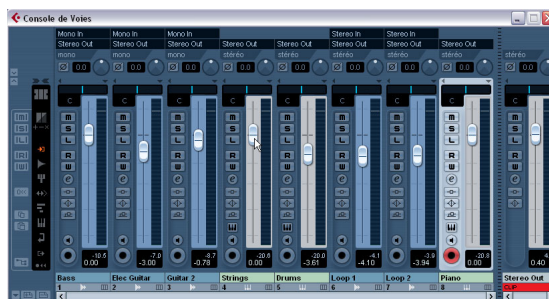 Console de Voies
Mono In Mono In Mono In Stereo In Stereo In
Stereo Out Stereo Out Stereo Out Stereo Out Stereo Out Stereo Out Stereo Out Stereo Out
mono mono mono stéréo stéréo stéréo stéréo stéréo stéréo
0.0 0.0 0.0 0.0 0.0 0.0 0.0 0.0 0.0
C C C C C C C C C
m m m m m m m m m
S S S S S S S S S
L L L L L L L L L
R R R R R R R R R
W W W W W W W W W
e e e e e e e e e
-10.5 -7.0 -8.7 -20.6 -20.0 -4.1 -3.9 -20.8 0.4
0.00 -3.00 -0.78 0.00 -3.61 -4.10 -3.94 0.00 0.00
Bass Elec Guitar Guitar 2 Strings Drums Loop 1 Loop 2 Piano Stereo Out
1 2 3 4 5 6 7 8 CLIP